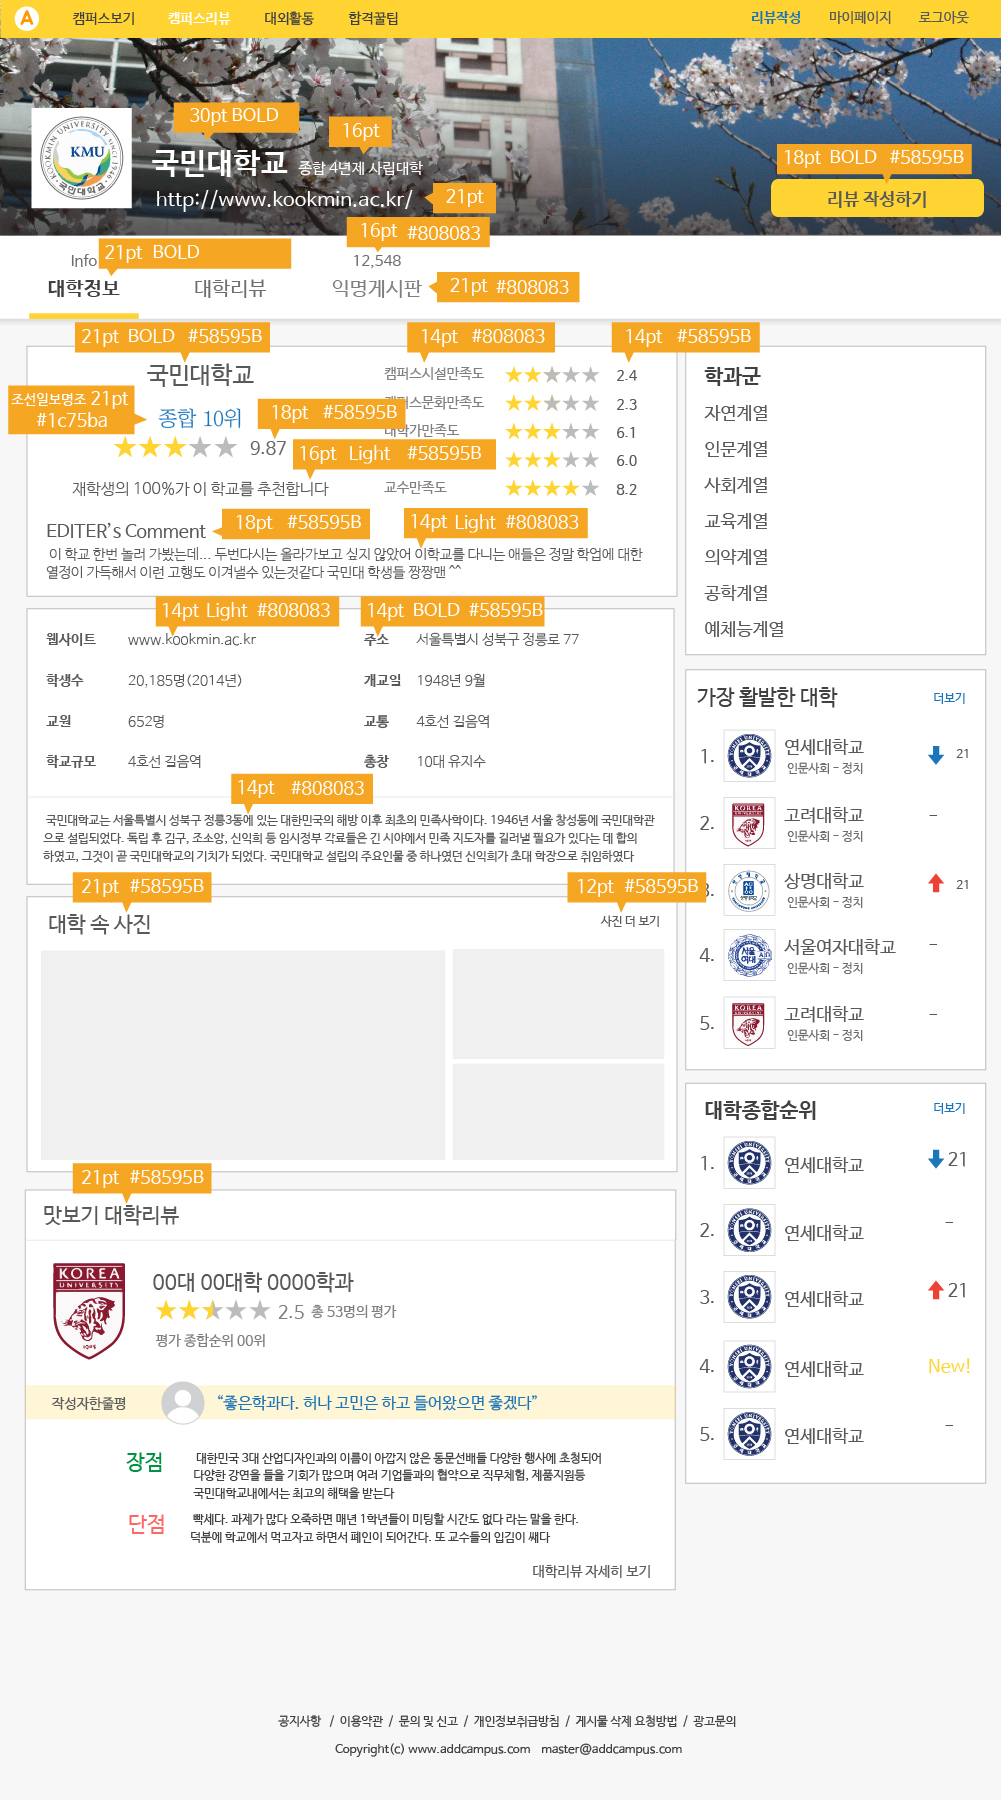 A 캠퍼스보기 캠퍼스리뷰 대외활동 합격꿀팁 리뷰작성 마이페이지 로그아웃
30pt BOLD
16pt
KOOKMIN UNIVERSITY SINCE 1946
KMU
국민대학교
국민대학교 종합 4년제 사립대학
18pt BOLD #58595B
http://www.kookmin.ac.kr/ 21pt
리뷰 작성하기
16pt #808083
21pt BOLD
Info 12,548
대학정보 대학리뷰 익명게시판 21pt #808083
21pt BOLD #58595B 14pt #808083 14pt #58595B
국민대학교
캠퍼스시설만족도 2.4
조선일보명조 21pt
#1c75ba
종합 10위
18pt #58595B
캠퍼스문화만족도 2.3
대학가만족도 6.1
9.87
16pt Light #58595B
6.0
재학생의 100%가 이 학교를 추천합니다
교수만족도 8.2
EDITER's Comment 18pt #58595B 14pt Light #808083
이 학교 한번 놀러 가봤는데... 두번다시는 올라가보고 싶지 않았어 이학교를 다니는 애들은 정말 학업에 대한
열정이 가득해서 이런 고행도 이겨낼수 있는것같다 국민대 학생들 짱짱맨 ^^
14pt Light #808083 14pt BOLD #58595B
웹사이트 www.kookmin.ac.kr 주소 서울특별시 성북구 정릉로 77
학생수 20,185명(2014년) 개교일 1948년 9월
교원 652명 교통 4호선 길음역
학교규모 4호선 길음역 총장 10대 유지수
14pt #808083
국민대학교는 서울특별시 성북구 정릉3동에 있는 대한민국의 해방 이후 최초의 민족사학이다. 1946년 서울 창성동에 국민대학관
으로 설립되었다. 독립 후 김구, 조소앙, 신익희 등 임시정부 각료들은 긴 시야에서 민족 지도자를 길러낼 필요가 있다는 데 합의
하였고, 그것이 곧 국민대학교의 기치가 되었다. 국민대학교 설립의 주요인물 중 하나였던 신익희가 초대 학장으로 취임하였다
21pt #58595B 12pt #58595B
대학 속 사진 사진 더 보기
21pt #58595B
맛보기 대학리뷰
KOREA
UNIVERSITY
1905
00대 00대학 0000학과
2.5 총 53명의 평가
평가 종합순위 00위
작성자한줄평 “좋은학과다. 허나 고민은 하고 들어왔으면 좋겠다”
장점 대한민국 3대 산업디자인과의 이름이 아깝지 않은 동문선배들 다양한 행사에 초청되어
다양한 강연을 들을 기회가 많으며 여러 기업들과의 협약으로 직무체험, 제품지원등
국민대학교내에서는 최고의 해택을 받는다
단점 빡세다. 과제가 많다 오죽하면 매년 1학년들이 미팅할 시간도 없다 라는 말을 한다.
덕분에 학교에서 먹고자고 하면서 폐인이 되어간다. 또 교수들의 입김이 쌔다
대학리뷰 자세히 보기
학과군
자연계열
인문계열
사회계열
교육계열
의약계열
공학계열
예체능계열
가장 활발한 대학 더보기
1. 연세대학교 21
인문사회 - 정치
2. KOREA 고려대학교 -
인문사회 - 정치
3. 상명대학교 21
인문사회 - 정치
4. 서울여대 서울여자대학교 -
인문사회 - 정치
5. KOREA 고려대학교 -
인문사회 - 정치
대학종합순위 더보기
1. 연세대학교 21
2. 연세대학교 -
3. 연세대학교 21
4. 연세대학교 New!
5. 연세대학교 -
공지사항 / 이용약관 / 문의 및 신고 / 개인정보취급방침 / 게시물 삭제 요청방법 / 광고문의
Copyright(c) www.addcampus.com master@addcampus.com